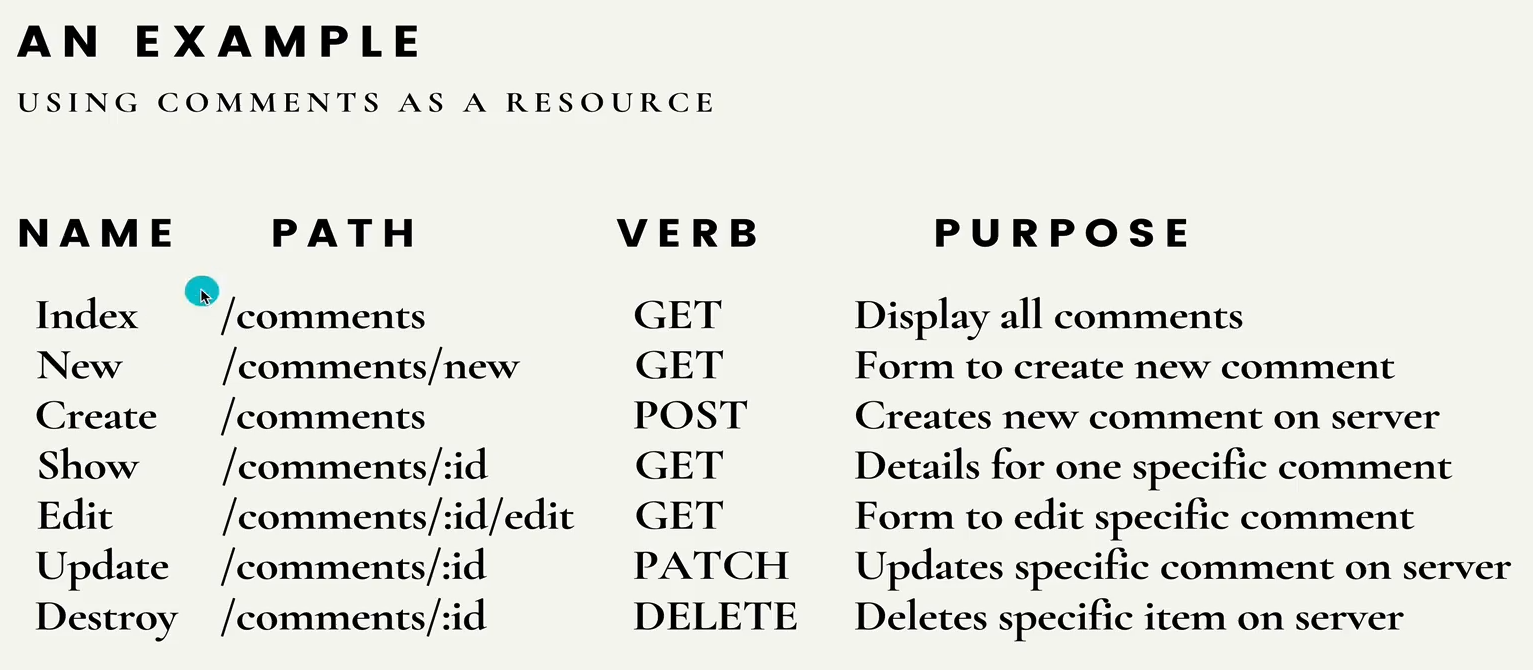 AN EXAMPLE
USING COMMENTS AS A RESOURCE
NAME PATH VERB PURPOSE
Index /comments GET Display all comments
New /comments/new GET Form to create new comment
Create /comments POST Creates new comment on server
Show /comments/:id GET Details for one specific comment
Edit /comments/:id/edit GET Form to edit specific comment
Update /comments/:id PATCH Updates specific comment on server
Destroy /comments/:id DELETE Deletes specific item on server